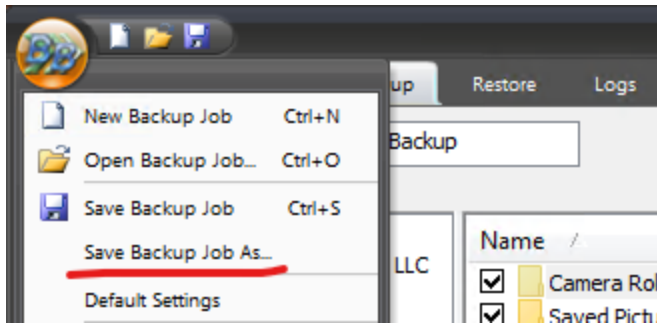 BB
up Restore Logs
New Backup Job Ctrl+N
Backup
Open Backup Job... Ctrl+O
Save Backup Job Ctrl+S
Name
Save Backup Job As...
LLC
Camera Rol
Default Settings
Saved Pictu